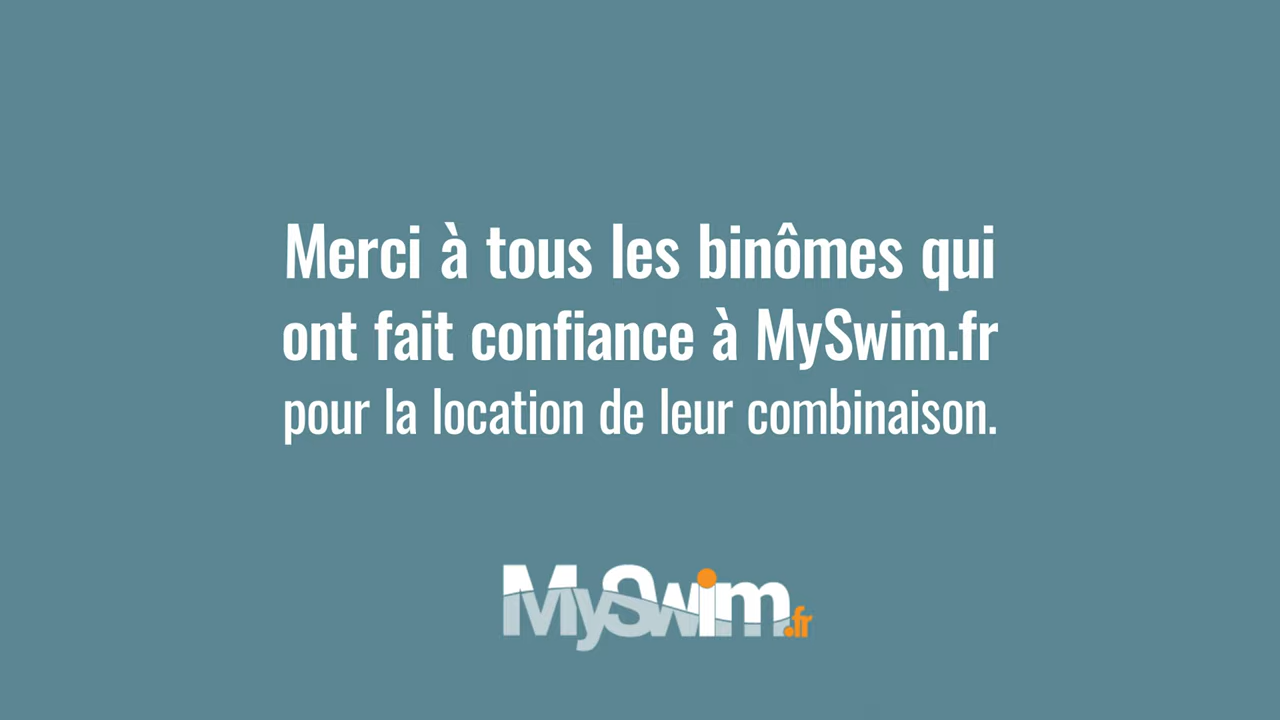 Merci à tous les binômes qui
ont fait confiance à MySwim.fr
pour la location de leur combinaison.
MySwim.fr